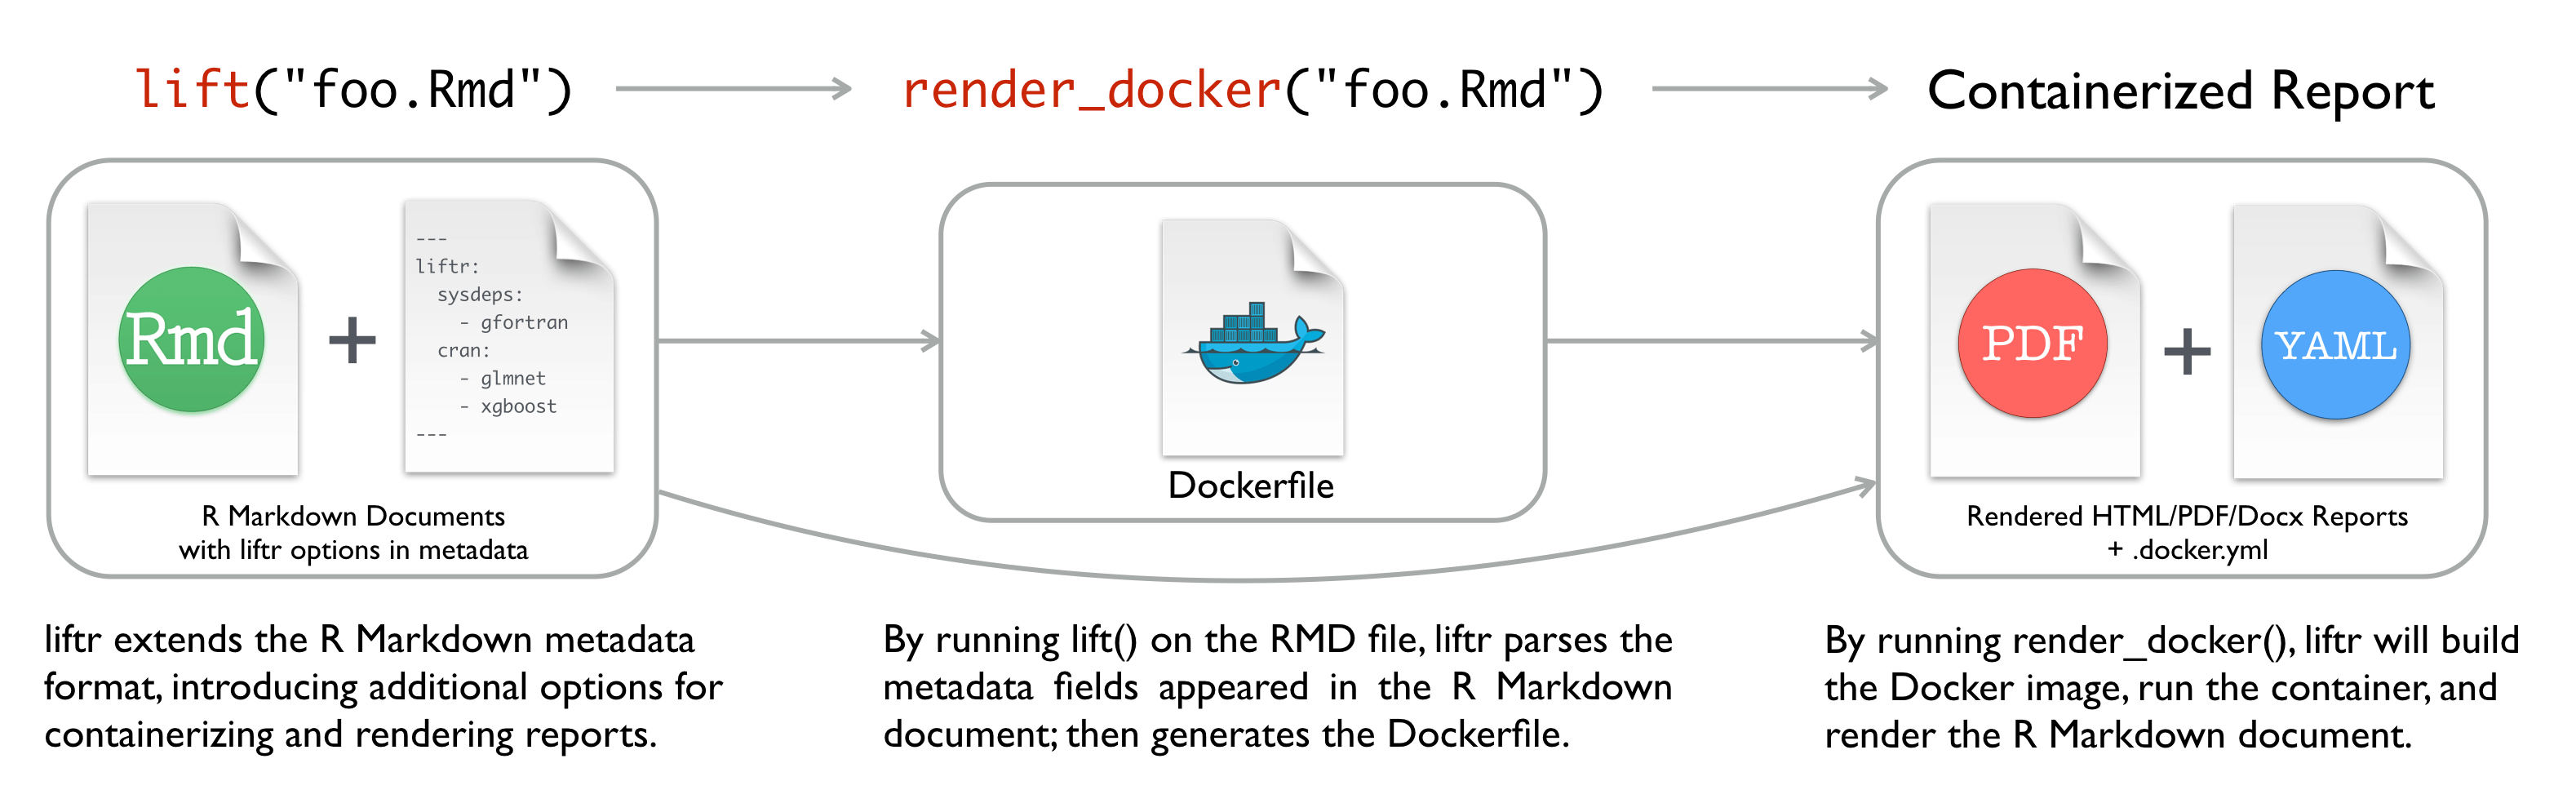 lift("foo.Rmd")
render_docker("foo.Rmd")
Containerized Report
Rmd
+
---
liftr:
  sysdeps:
    - gfortran
  cran:
    - glmnet
    - xgboost
---
R Markdown Documents
with liftr options in metadata
Dockerfile
PDF
+
YAML
Rendered HTML/PDF/Docx Reports
+ .docker.yml
liftr extends the R Markdown metadata
format, introducing additional options for
containerizing and rendering reports.
By running lift() on the RMD file, liftr parses the
metadata fields appeared in the R Markdown
document; then generates the Dockerfile.
By running render_docker(), liftr will build
the Docker image, run the container, and
render the R Markdown document.